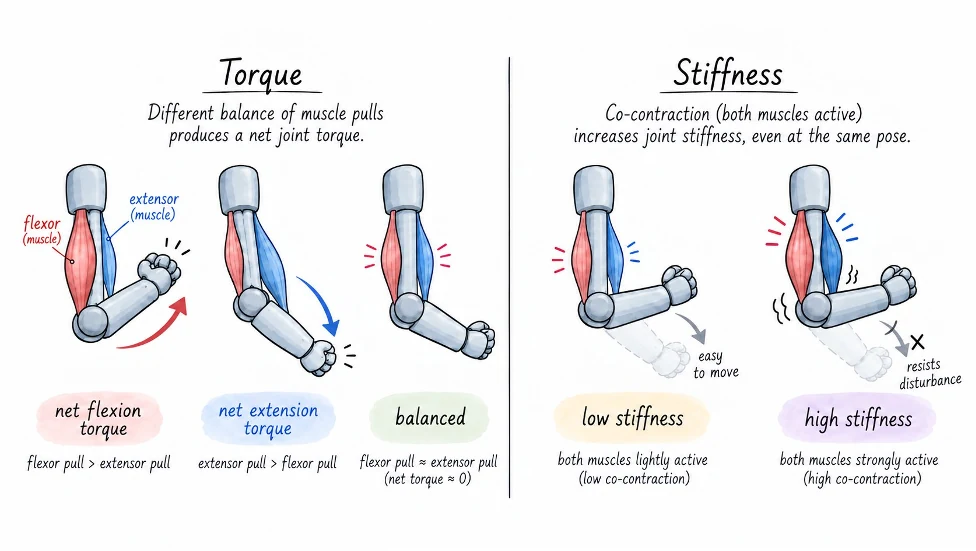 Torque
Different balance of muscle pulls
produces a net joint torque.
flexor
(muscle)
extensor
(muscle)
net flexion
torque
flexor pull > extensor pull
net extension
torque
extensor pull > flexor pull
balanced
flexor pull ≈ extensor pull
(net torque ≈ 0)
Stiffness
Co-contraction (both muscles active)
increases joint stiffness, even at the same pose.
easy
to move
low stiffness
both muscles lightly active
(low co-contraction)
resists
disturbance
high stiffness
both muscles strongly active
(high co-contraction)